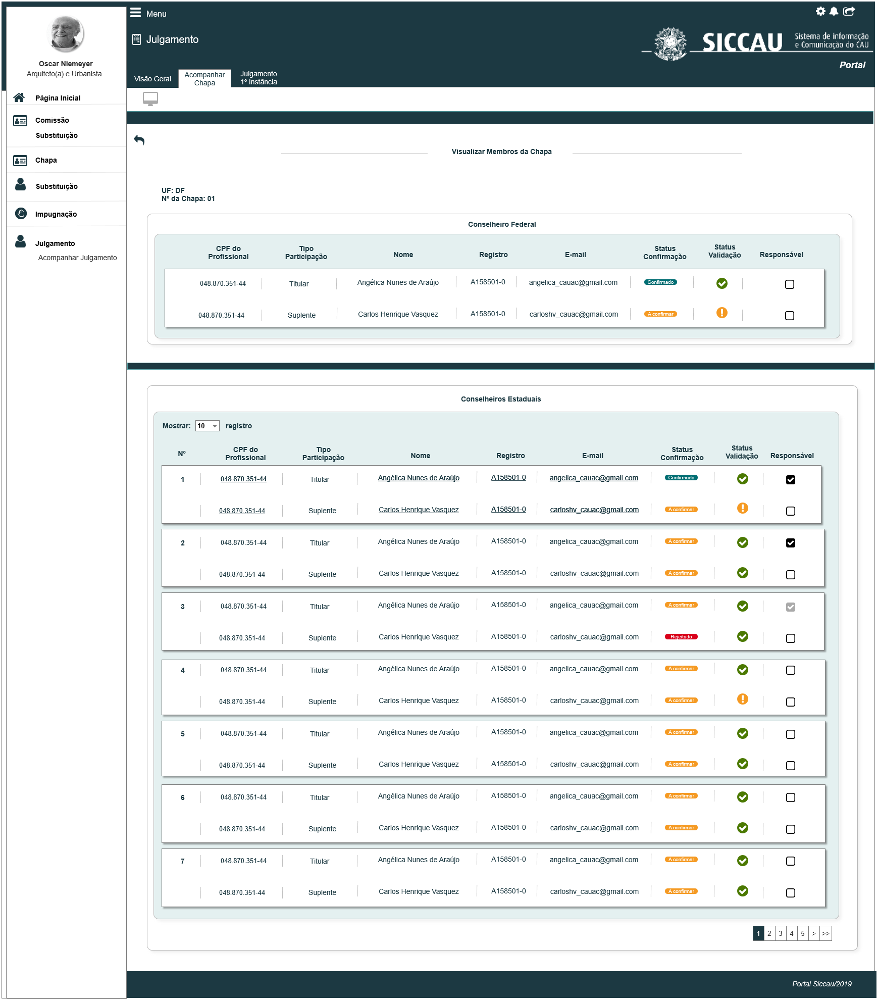 Menu
Julgamento
SICCAU
Sistema de informação
e Comunicação do CAU
Portal
Visão Geral
Acompanhar
Chapa
Julgamento
1º Instância
Oscar Niemeyer
Arquiteto(a) e Urbanista
Página Inicial
Comissão
Substituição
Chapa
Substituição
Impugnação
Julgamento
Acompanhar Julgamento
Visualizar Membros da Chapa
UF: DF
Nº da Chapa: 01
Conselheiro Federal
CPF do Profissional Tipo Participação Nome Registro E-mail Status Confirmação Status Validação Responsável
048.870.351-44 Titular Angélica Nunes de Araújo A158501-0 angelica_cauac@gmail.com Confirmado
048.870.351-44 Suplente Carlos Henrique Vasquez A158501-0 carloshv_cauac@gmail.com A confirmar
Conselheiros Estaduais
Mostrar: 10 registro
Nº CPF do Profissional Tipo Participação Nome Registro E-mail Status Confirmação Status Validação Responsável
1 048.870.351-44 Titular Angélica Nunes de Araújo A158501-0 angelica_cauac@gmail.com Confirmado
048.870.351-44 Suplente Carlos Henrique Vasquez A158501-0 carloshv_cauac@gmail.com A confirmar
2 048.870.351-44 Titular Angélica Nunes de Araújo A158501-0 angelica_cauac@gmail.com A confirmar
048.870.351-44 Suplente Carlos Henrique Vasquez A158501-0 carloshv_cauac@gmail.com A confirmar
3 048.870.351-44 Titular Angélica Nunes de Araújo A158501-0 angelica_cauac@gmail.com A confirmar
048.870.351-44 Suplente Carlos Henrique Vasquez A158501-0 carloshv_cauac@gmail.com Rejeitado
4 048.870.351-44 Titular Angélica Nunes de Araújo A158501-0 angelica_cauac@gmail.com A confirmar
048.870.351-44 Suplente Carlos Henrique Vasquez A158501-0 carloshv_cauac@gmail.com A confirmar
5 048.870.351-44 Titular Angélica Nunes de Araújo A158501-0 angelica_cauac@gmail.com A confirmar
048.870.351-44 Suplente Carlos Henrique Vasquez A158501-0 carloshv_cauac@gmail.com A confirmar
6 048.870.351-44 Titular Angélica Nunes de Araújo A158501-0 angelica_cauac@gmail.com A confirmar
048.870.351-44 Suplente Carlos Henrique Vasquez A158501-0 carloshv_cauac@gmail.com A confirmar
7 048.870.351-44 Titular Angélica Nunes de Araújo A158501-0 angelica_cauac@gmail.com A confirmar
048.870.351-44 Suplente Carlos Henrique Vasquez A158501-0 carloshv_cauac@gmail.com A confirmar
1 2 3 4 5 > >>
Portal Siccau/2019